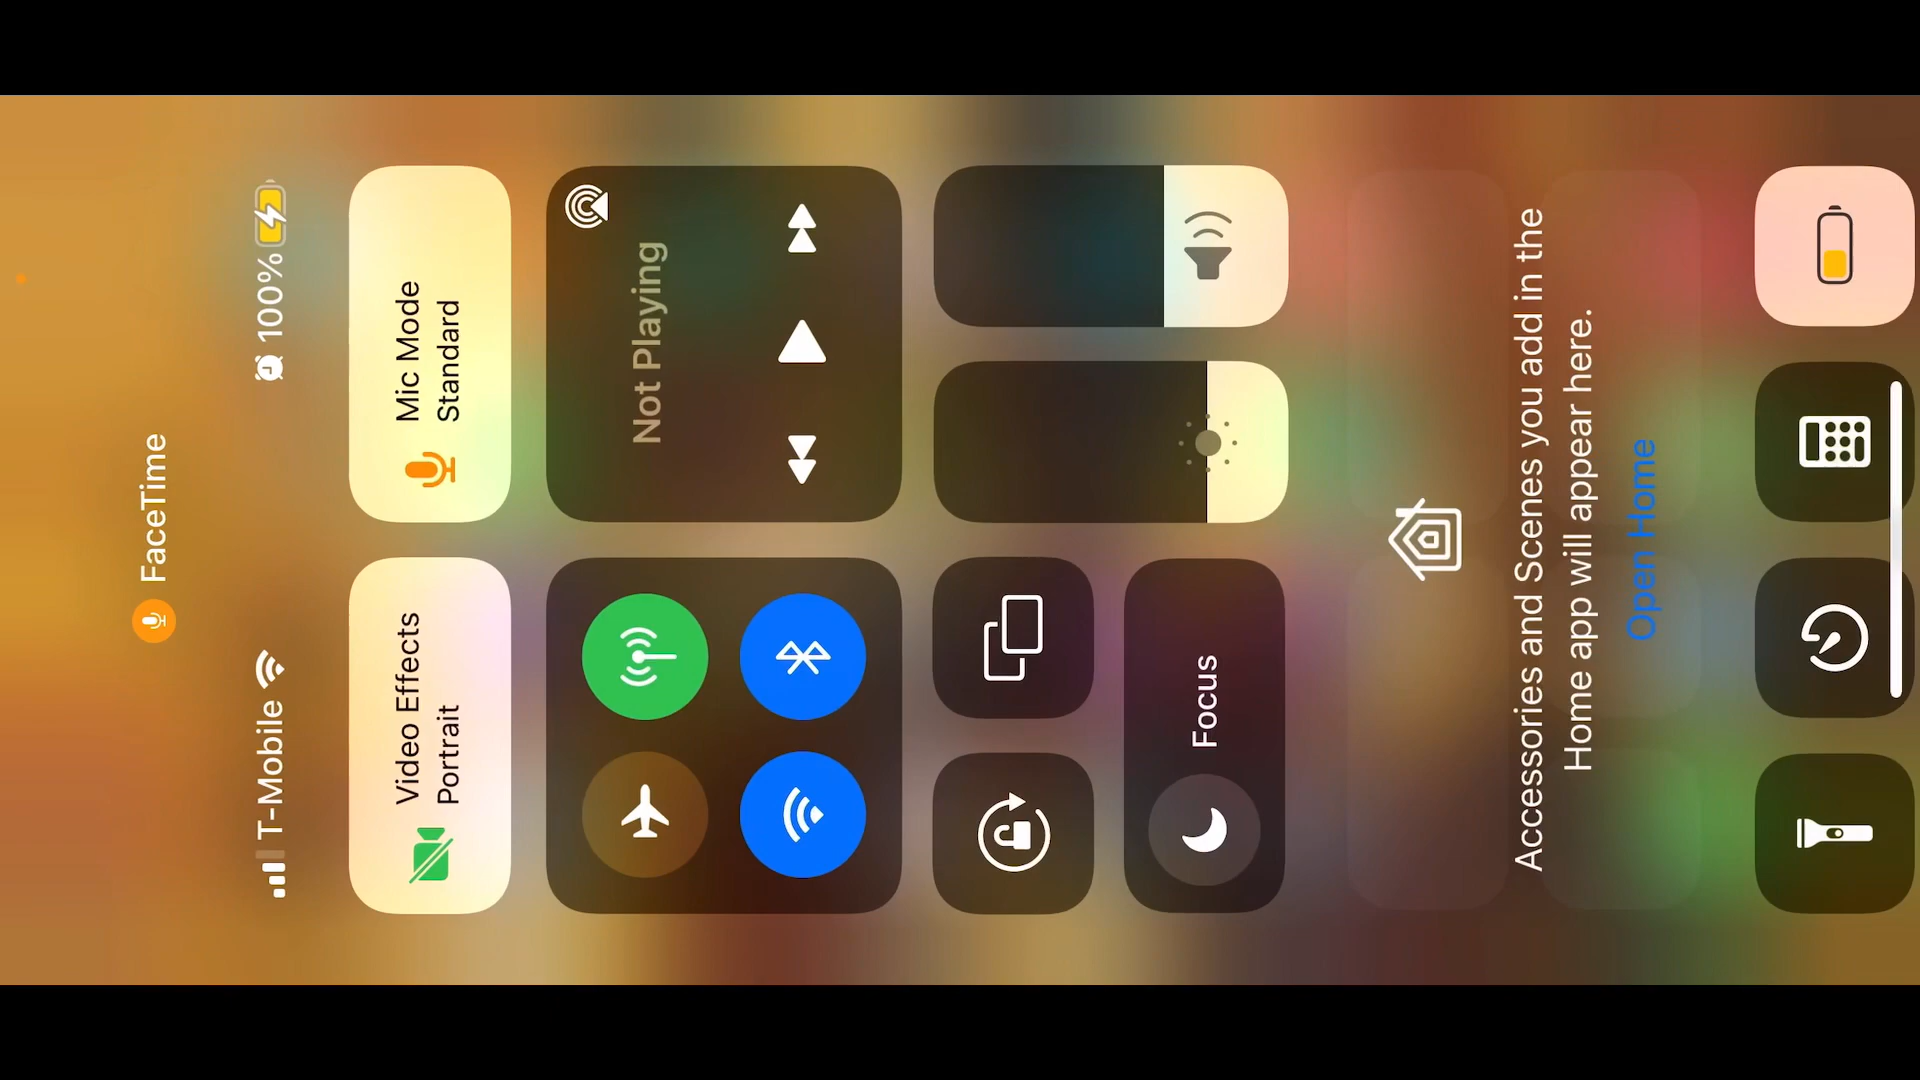 FaceTime
T-Mobile
100%
Video Effects
Portrait
Mic Mode
Standard
Not Playing
Focus
Accessories and Scenes you add in the
Home app will appear here.
Open Home